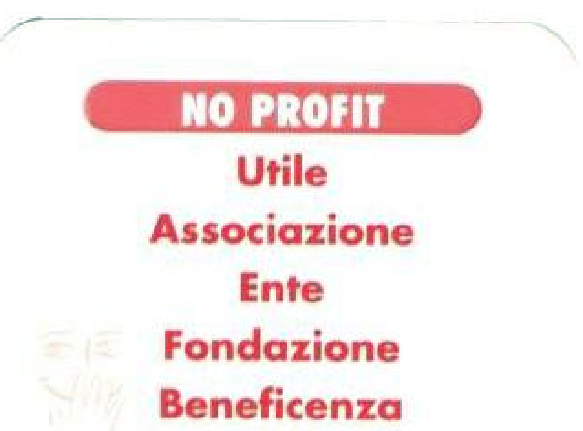 NO PROFIT
Utile
Associazione
Ente
Fondazione
Beneficenza